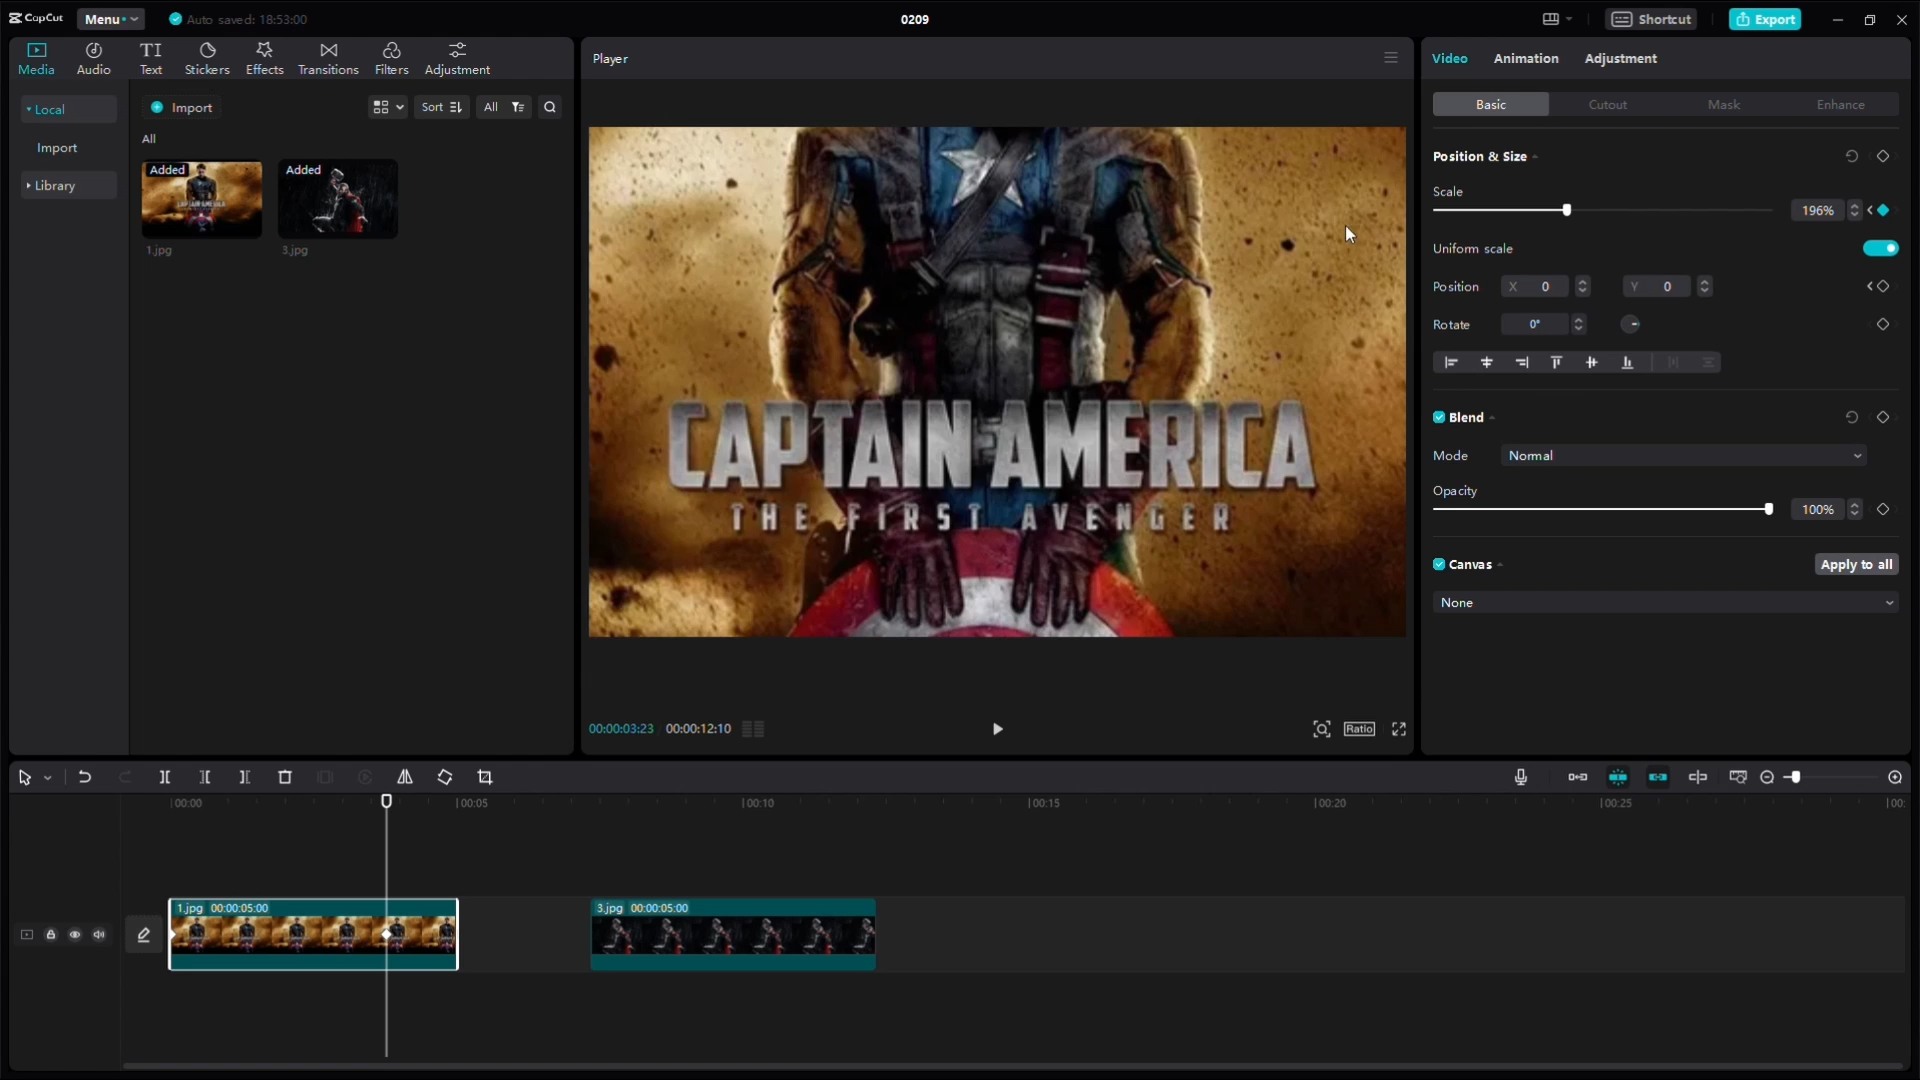 CapCut Menu Auto saved: 18:53:00 0209 Shortcut Export
Media Audio Text Stickers Effects Transitions Filters Adjustment
Local
Import
Library
Import Sort All
All
Added Added
CAPTAIN AMERICA
1.jpg 3.jpg
Player
CAPTAIN AMERICA
THE FIRST AVENGER
00:00:03:23 00:00:12:10 Ratio
Video Animation Adjustment
Basic Cutout Mask Enhance
Position & Size
Scale
196%
Uniform scale
Position X 0 Y 0
Rotate 0°
Blend
Mode Normal
Opacity
100%
Canvas Apply to all
None
00:00 00:05 00:10 00:15 00:20 00:25 00:
1.jpg 00:00:05:00 3.jpg 00:00:05:00